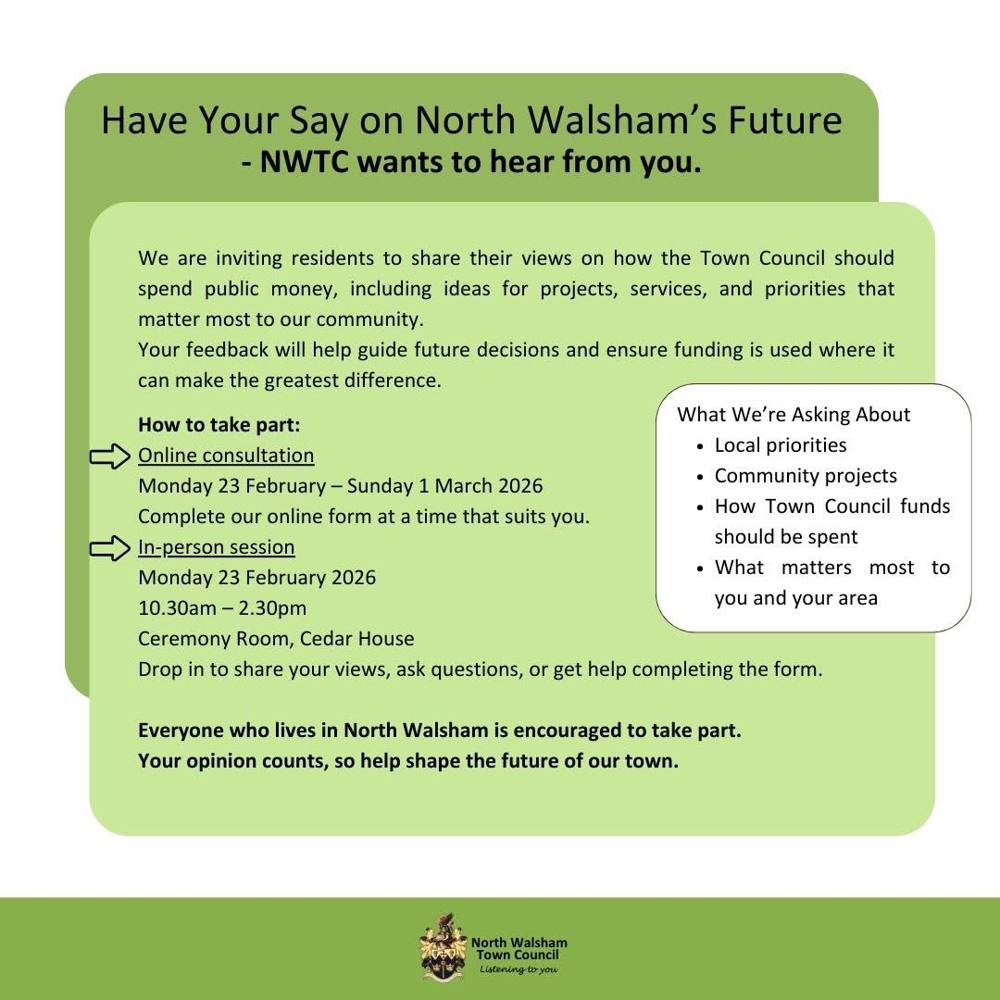 Have Your Say on North Walsham’s Future
- NWTC wants to hear from you.
We are inviting residents to share their views on how the Town Council should
spend public money, including ideas for projects, services, and priorities that
matter most to our community.
Your feedback will help guide future decisions and ensure funding is used where it
can make the greatest difference.
How to take part:
Online consultation
Monday 23 February – Sunday 1 March 2026
Complete our online form at a time that suits you.
In-person session
Monday 23 February 2026
10.30am – 2.30pm
Ceremony Room, Cedar House
Drop in to share your views, ask questions, or get help completing the form.
What We’re Asking About
• Local priorities
• Community projects
• How Town Council funds
should be spent
• What matters most to
you and your area
Everyone who lives in North Walsham is encouraged to take part.
Your opinion counts, so help shape the future of our town.
North Walsham
Town Council
Listening to you